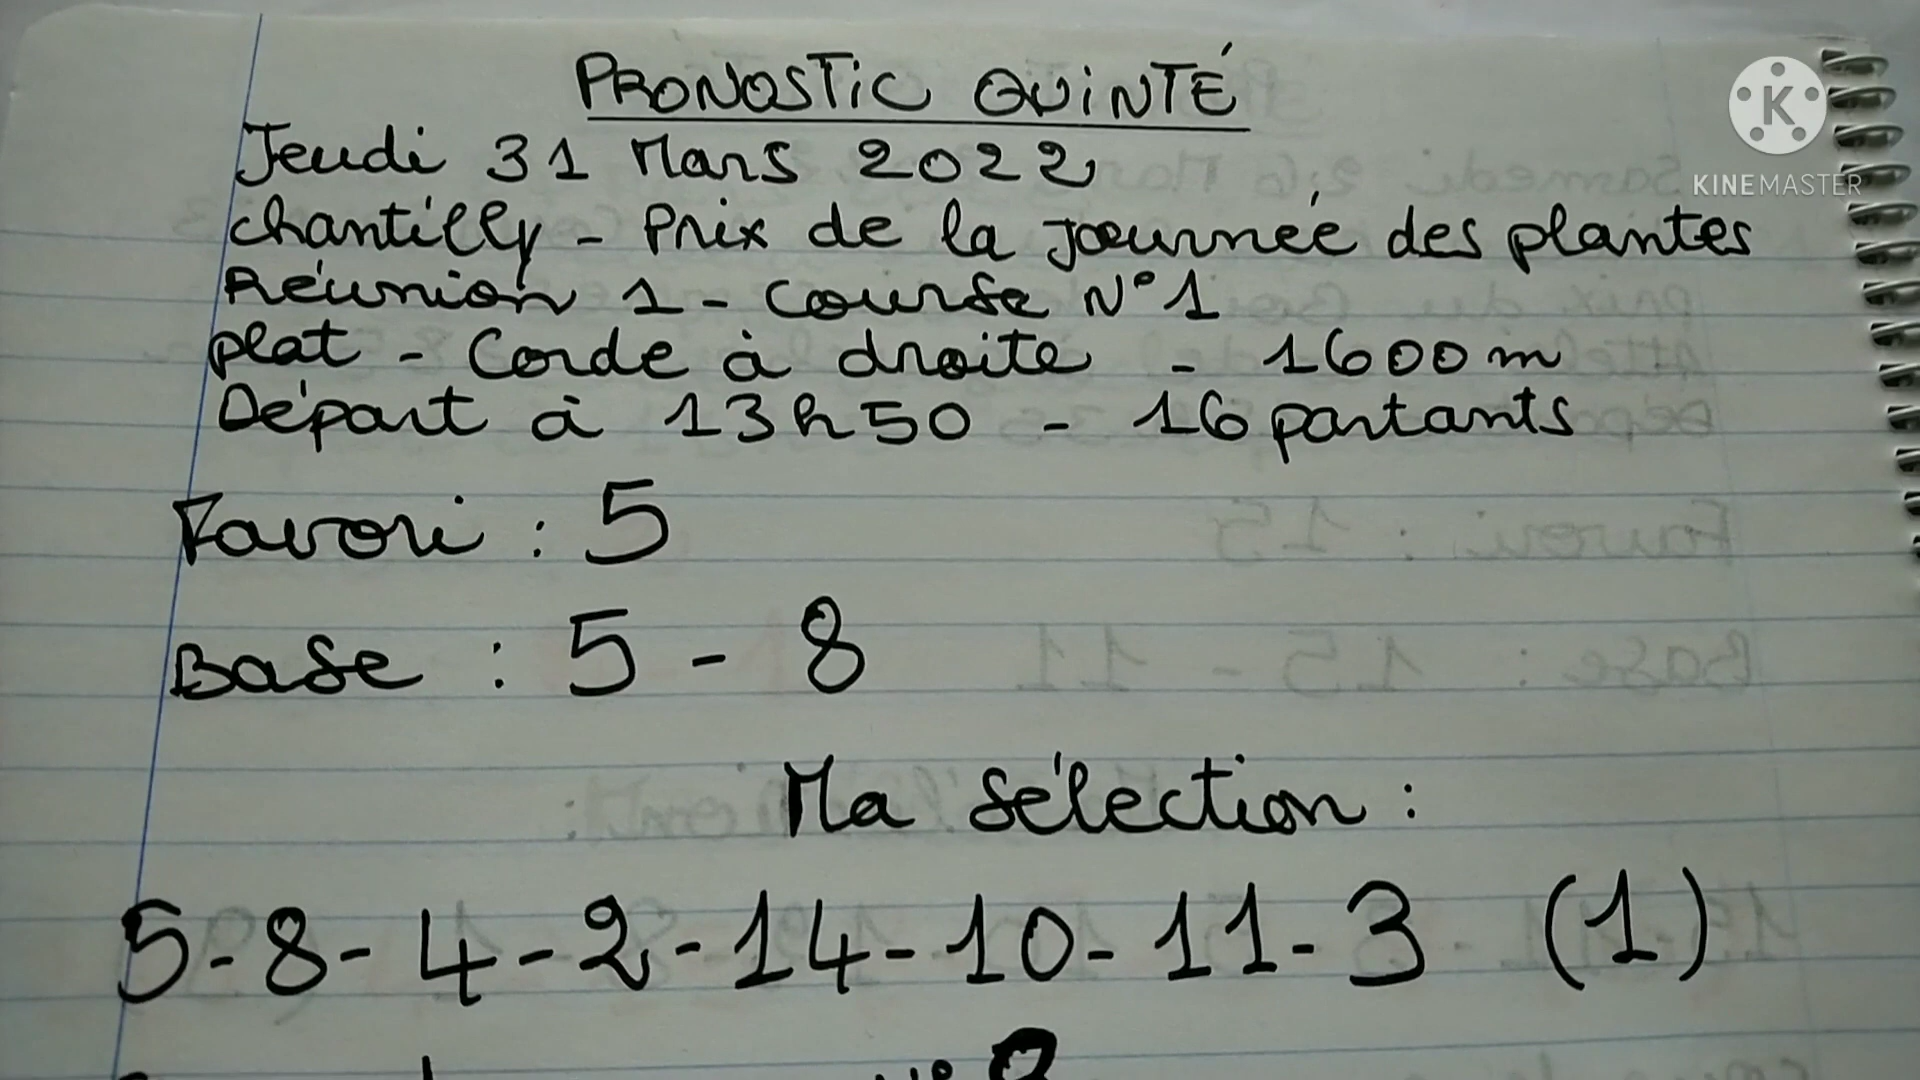 PRONOSTIC QUINTÉ
Jeudi 31 Mars 2022
Chantilly - Prix de la Journée des plantes
Réunion 1 - Course N°1
plat - Corde à droite - 1600 m
Départ à 13h50 - 16 partants
Favori : 5
Base : 5 - 8
Ma Sélection :
5-8-4-2-14-10-11-3 (1)
K
KINEMASTER